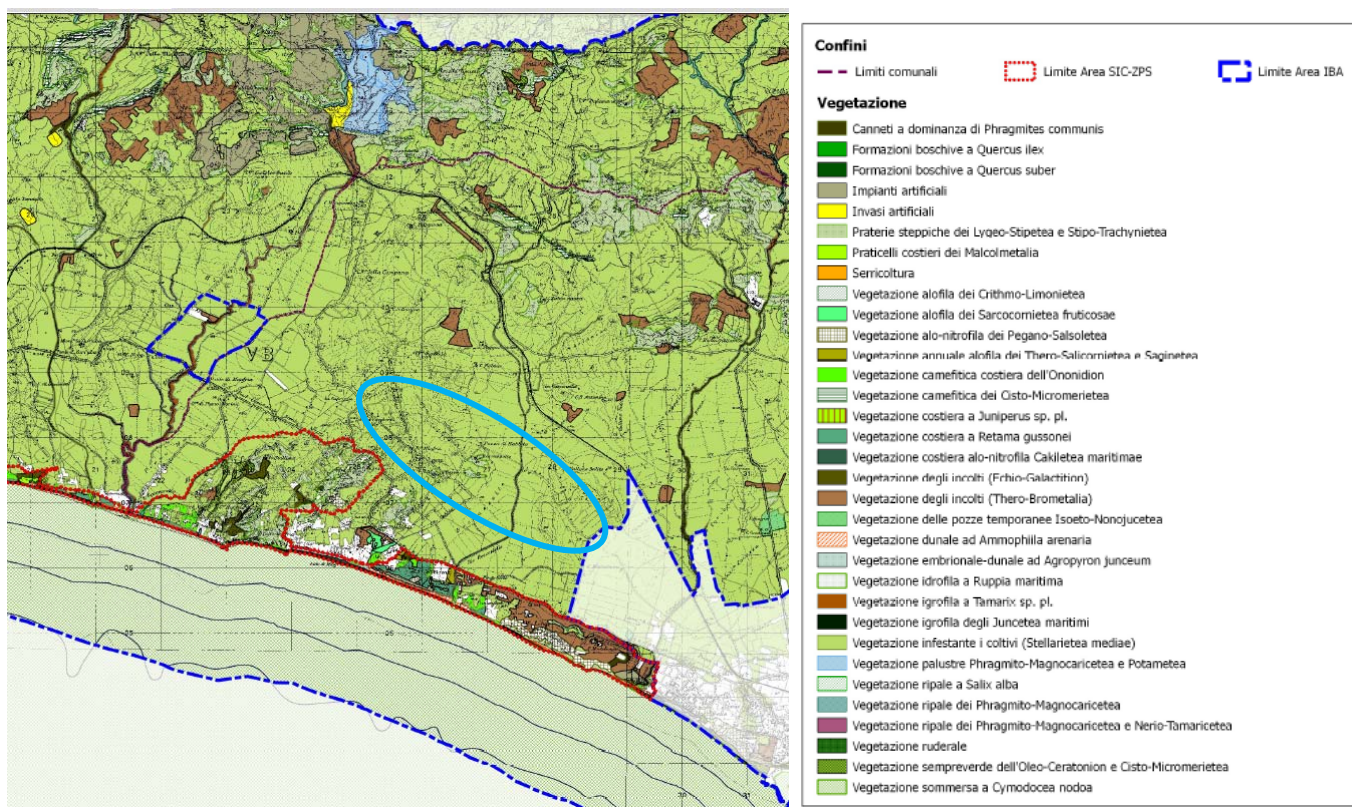 Confini
Limiti comunali
Limite Area SIC-ZPS
Limite Area IBA
Vegetazione
Canneti a dominanza di Phragmites communis
Formazioni boschive a Quercus ilex
Formazioni boschive a Quercus suber
Impianti artificiali
Invasi artificiali
Praterie steppiche dei Lygeo-Stipetea e Stipo-Trachynietea
Praticelli costieri dei Malcolmetalia
Serricoltura
Vegetazione alofila dei Crithmo-Limonietea
Vegetazione alofila dei Sarcocornietea fruticosae
Vegetazione alo-nitrofila dei Pegano-Salsoletea
Vegetazione annuale alofila dei Thero-Salicornietea e Saginetea
Vegetazione camefitica costiera dell'Ononidion
Vegetazione camefitica dei Cisto-Micromerietea
Vegetazione costiera a Juniperus sp. pl.
Vegetazione costiera a Retama gussonei
Vegetazione costiera alo-nitrofila Cakiletea maritimae
Vegetazione degli incolti (Echio-Galactition)
Vegetazione degli incolti (Thero-Brometalia)
Vegetazione delle pozze temporanee Isoeto-Nonojucetea
Vegetazione dunale ad Ammophiila arenaria
Vegetazione embrionale-dunale ad Agropyron junceum
Vegetazione idrofila a Ruppia maritima
Vegetazione igrofila a Tamarix sp. pl.
Vegetazione igrofila degli Juncetea maritimi
Vegetazione infestante i coltivi (Stellarietea mediae)
Vegetazione palustre Phragmito-Magnocaricetea e Potametea
Vegetazione ripale a Salix alba
Vegetazione ripale dei Phragmito-Magnocaricetea
Vegetazione ripale dei Phragmito-Magnocaricetea e Nerio-Tamaricetea
Vegetazione ruderale
Vegetazione sempreverde dell'Oleo-Ceratonion e Cisto-Micromerietea
Vegetazione sommersa a Cymodocea nodoa
V B